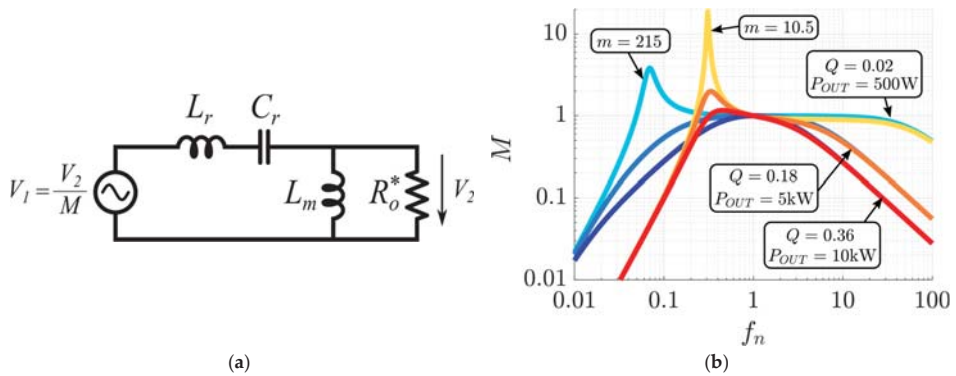 L_r
C_r
V_1 = V_2 / M
L_m
R_o^*
V_2
(a)
M
10
1
0.1
0.01
m = 215
m = 10.5
Q = 0.02
P_OUT = 500W
Q = 0.18
P_OUT = 5kW
Q = 0.36
P_OUT = 10kW
0.01
0.1
1
10
100
f_n
(b)